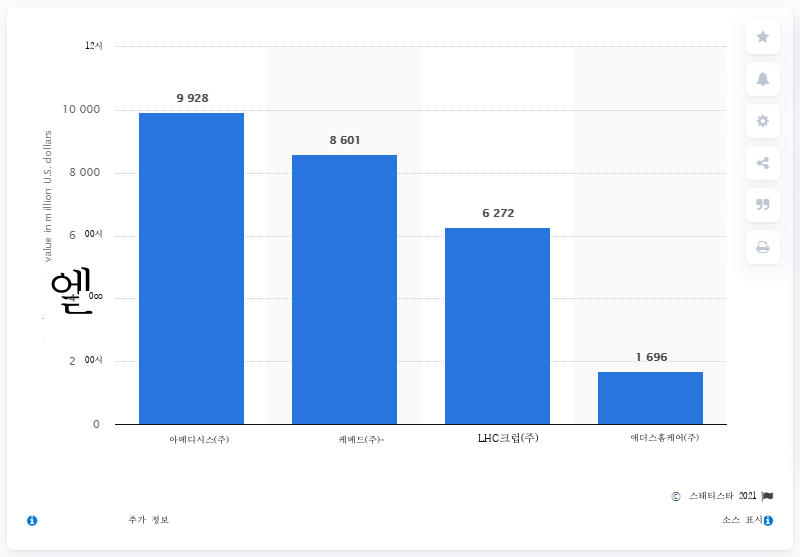 12시
9 928
10 000
8 601
8 000
6 272
6 00시
엘
4
2 00시
1 696
0
value in million U.S. dollars
아메디시스(주) 케메드(주)- LHC크럽(주) 애더스홈케어(주)
© 스태티스타 2021
추가 정보 소스 표시